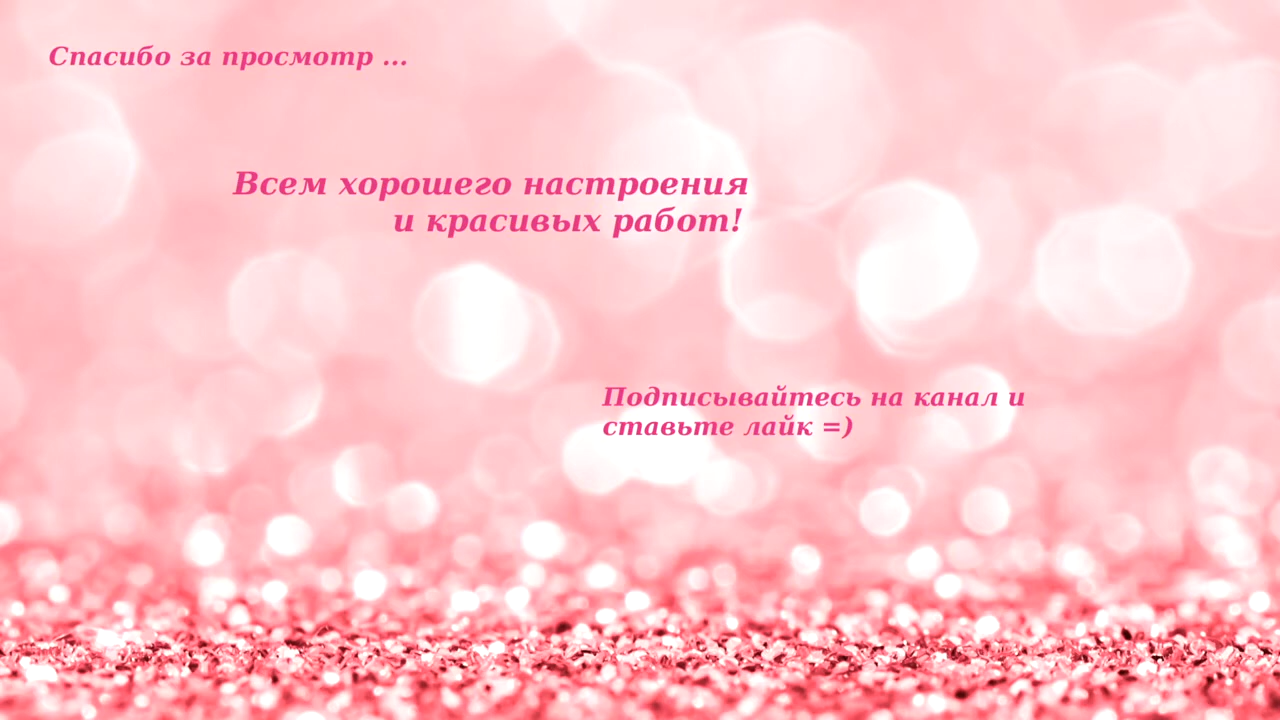 Спасибо за просмотр ...
Всем хорошего настроения
и красивых работ!
Подписывайтесь на канал и
ставьте лайк =)